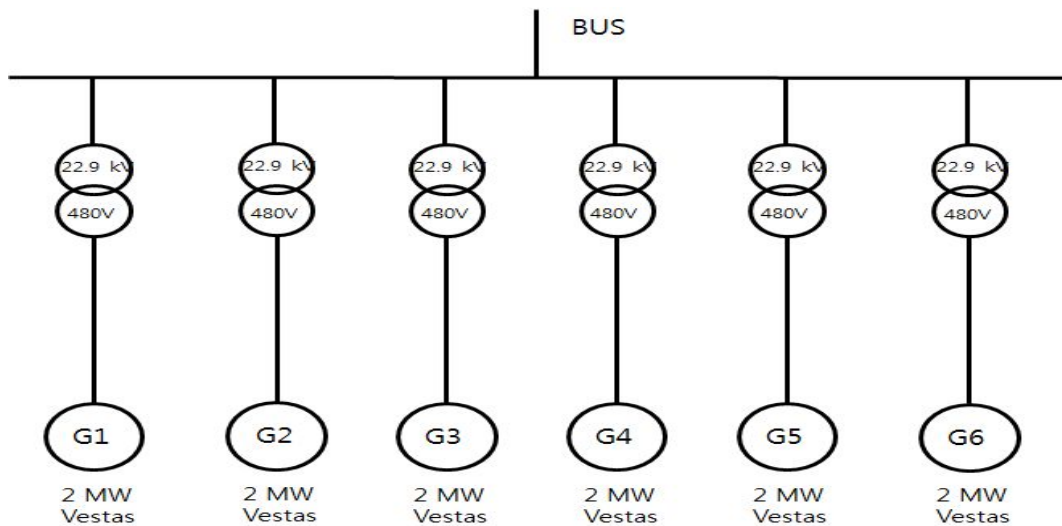 BUS
22.9 kV 22.9 kV 22.9 kV 22.9 kV 22.9 kV 22.9 kV
480V 480V 480V 480V 480V 480V
G1 G2 G3 G4 G5 G6
2 MW 2 MW 2 MW 2 MW 2 MW 2 MW
Vestas Vestas Vestas Vestas Vestas Vestas